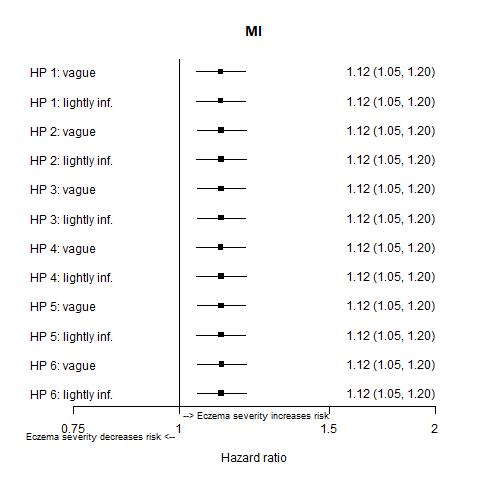 MI
HP 1: vague 1.12 (1.05, 1.20)
HP 1: lightly inf. 1.12 (1.05, 1.20)
HP 2: vague 1.12 (1.05, 1.20)
HP 2: lightly inf. 1.12 (1.05, 1.20)
HP 3: vague 1.12 (1.05, 1.20)
HP 3: lightly inf. 1.12 (1.05, 1.20)
HP 4: vague 1.12 (1.05, 1.20)
HP 4: lightly inf. 1.12 (1.05, 1.20)
HP 5: vague 1.12 (1.05, 1.20)
HP 5: lightly inf. 1.12 (1.05, 1.20)
HP 6: vague 1.12 (1.05, 1.20)
HP 6: lightly inf. 1.12 (1.05, 1.20)
--> Eczema severity increases risk
0.75 1 1.5 2
Eczema severity decreases risk <--
Hazard ratio